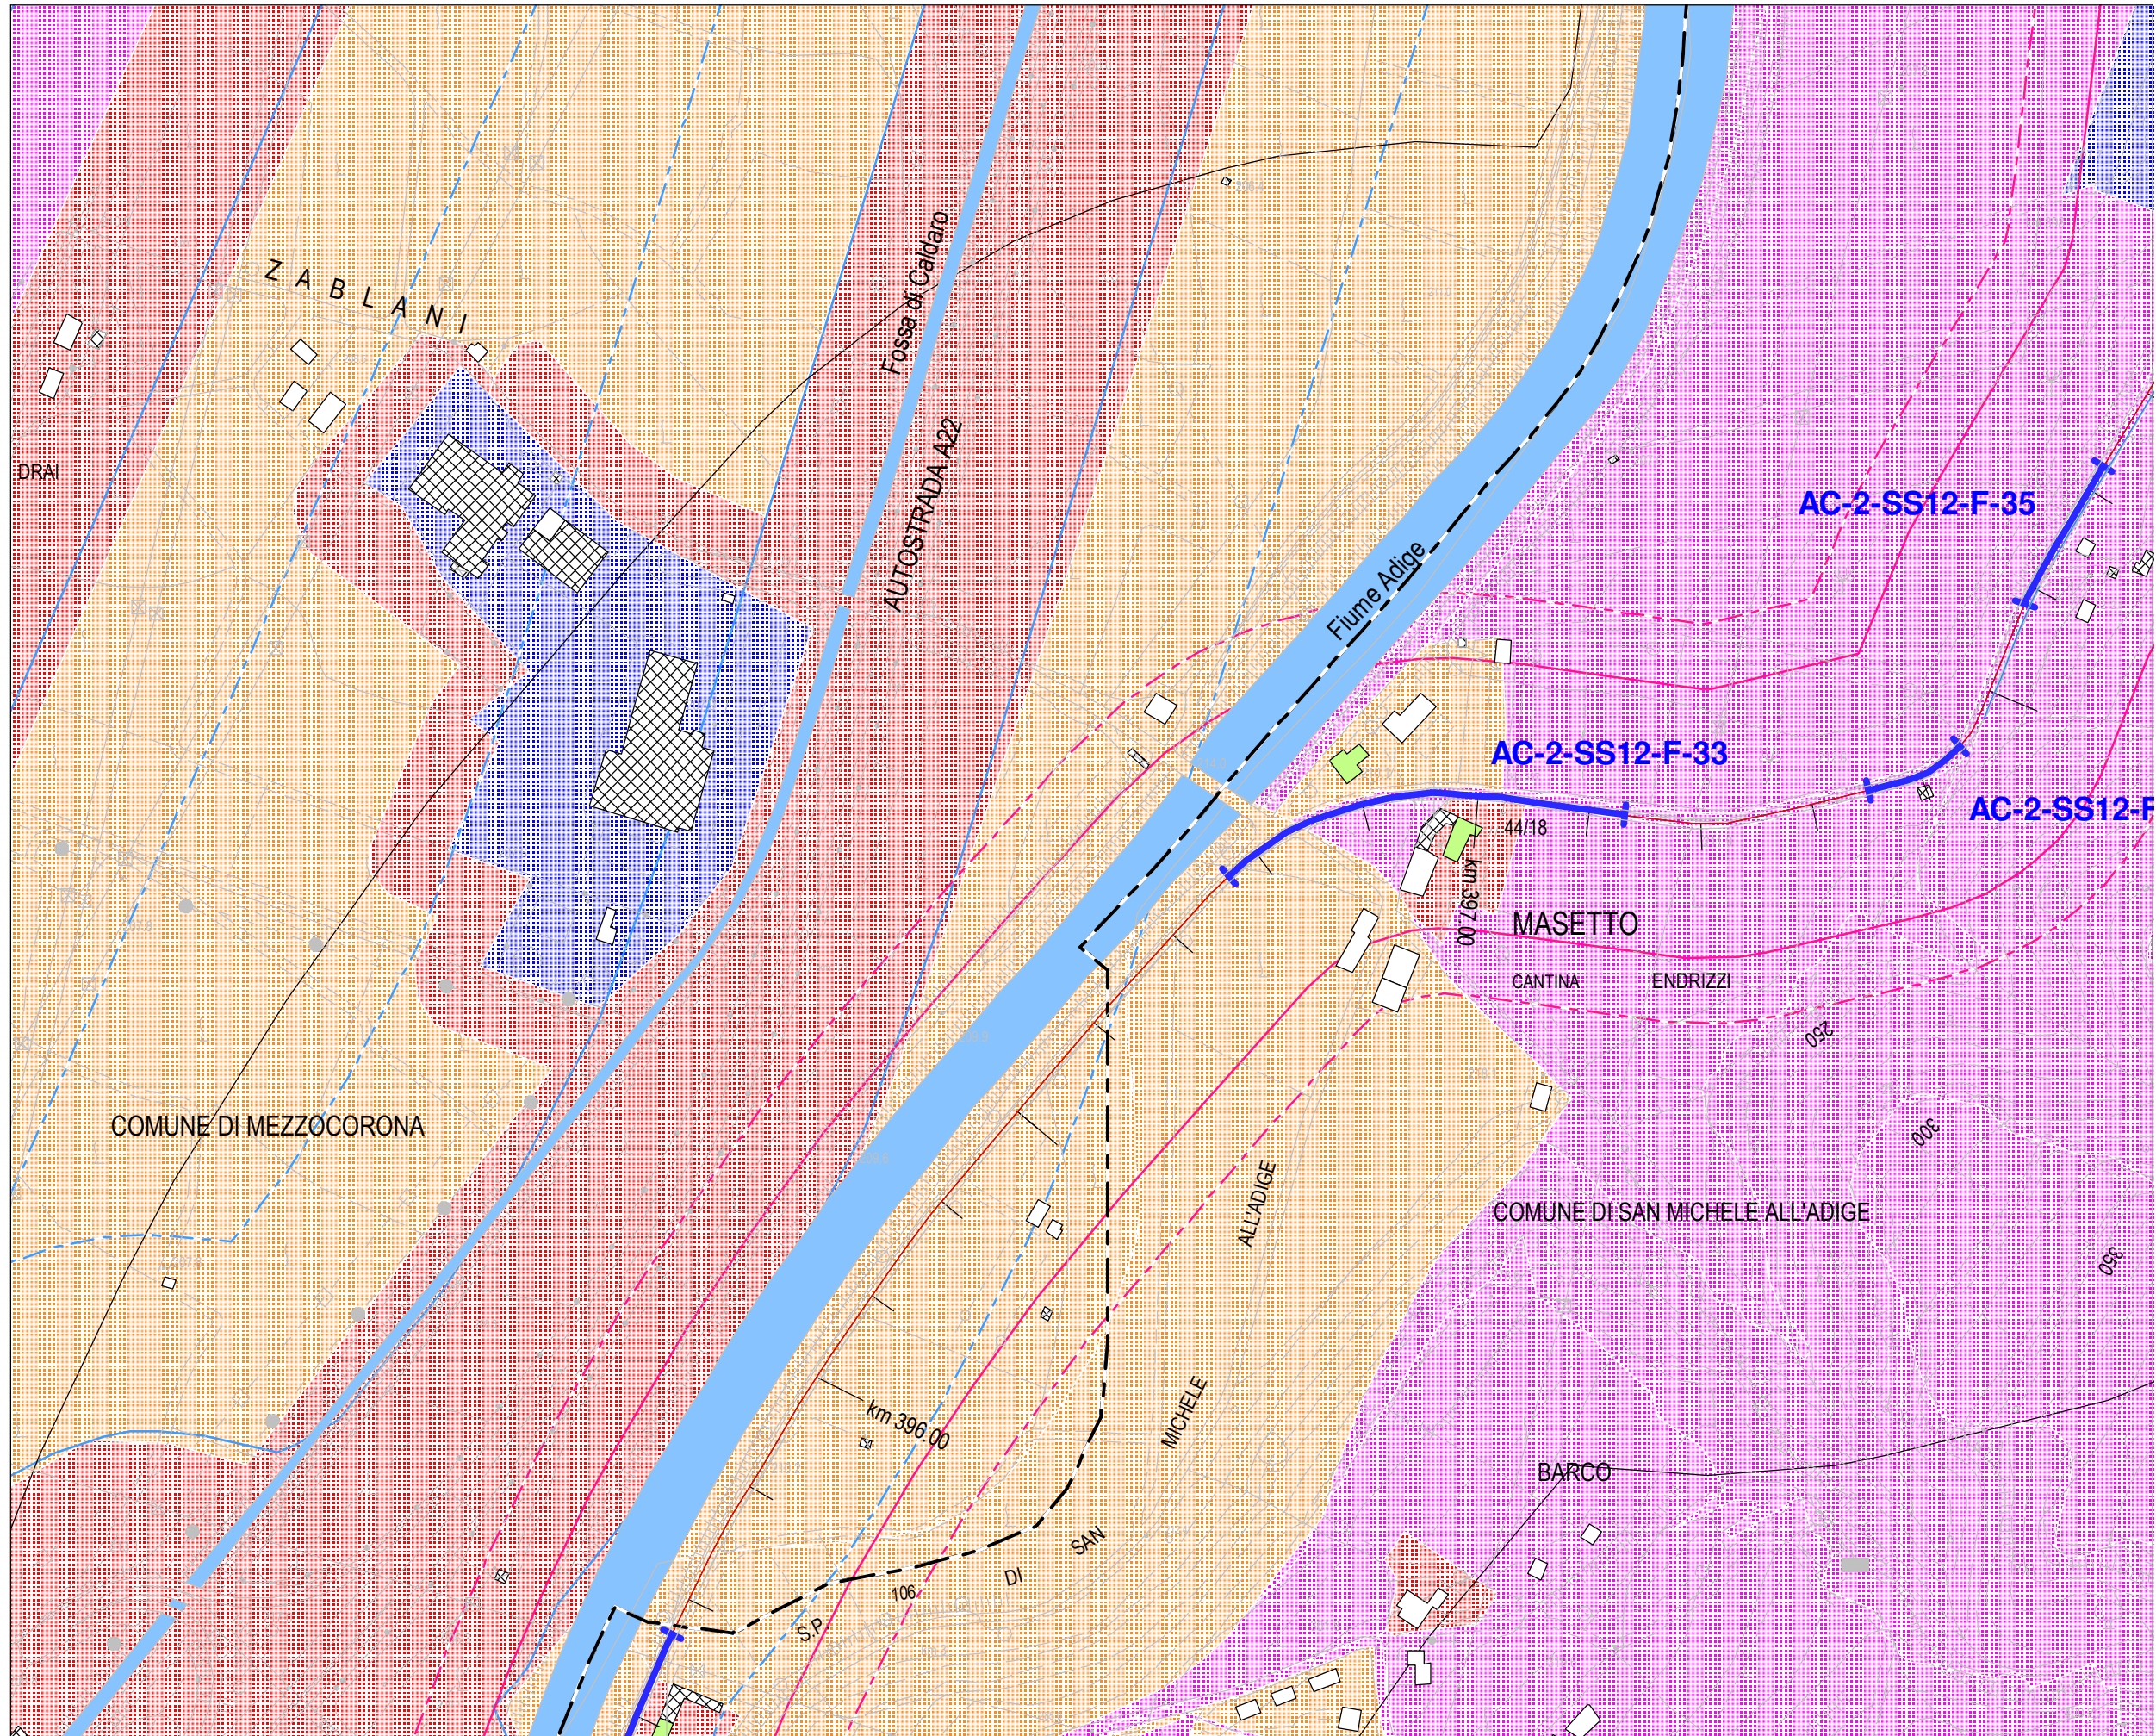 Z A B L A N I
DRAI
Fossa di Caldaro
AUTOSTRADA A22
Fiume Adige
AC-2-SS12-F-35
AC-2-SS12-F-33
AC-2-SS12-F
44/18
km 397.00
MASETTO
CANTINA ENDRIZZI
250
300
350
COMUNE DI MEZZOCORONA
COMUNE DI SAN MICHELE ALL'ADIGE
km 396.00
BARCO
S.P. 106 DI SAN MICHELE ALL'ADIGE